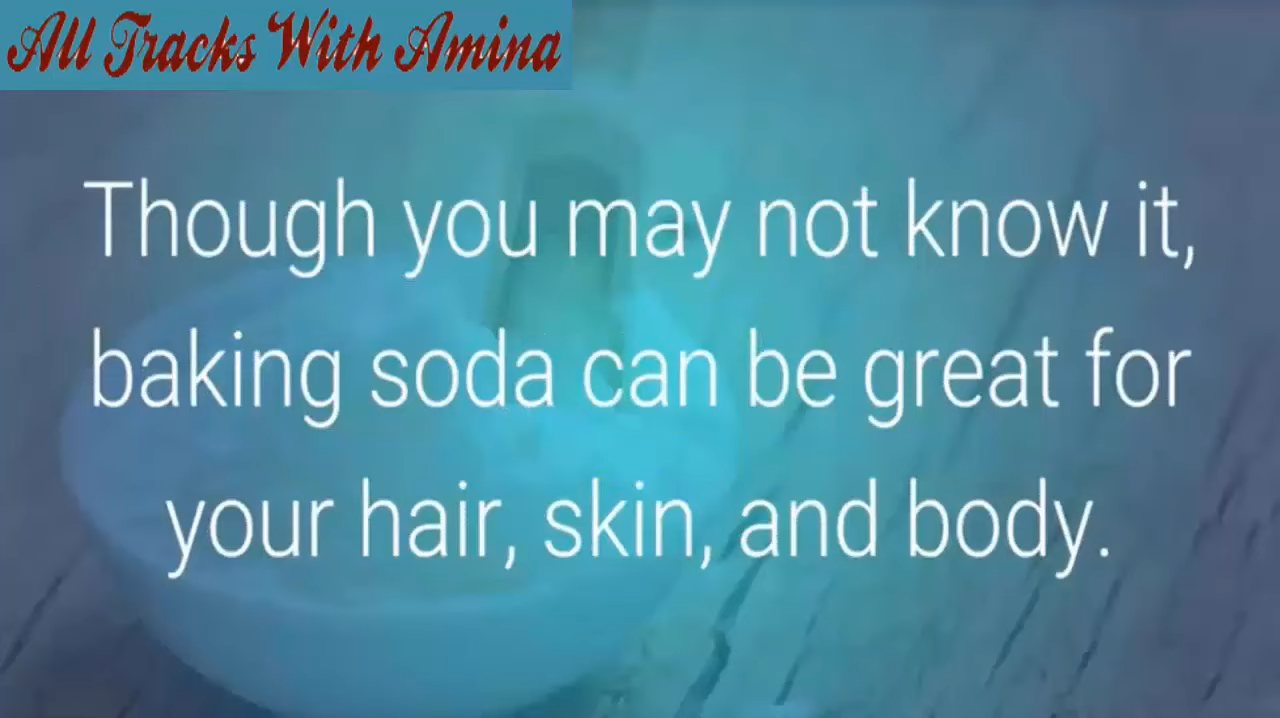 All Tracks With Amina
Though you may not know it,
baking soda can be great for
your hair, skin, and body.